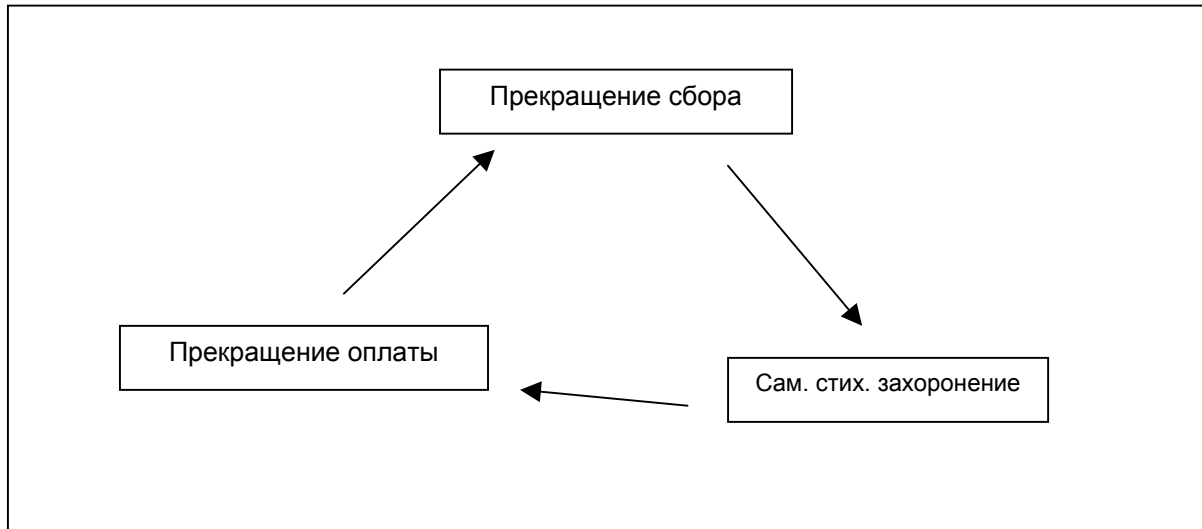 Прекращение сбора
Прекращение оплаты
Сам. стих. захоронение